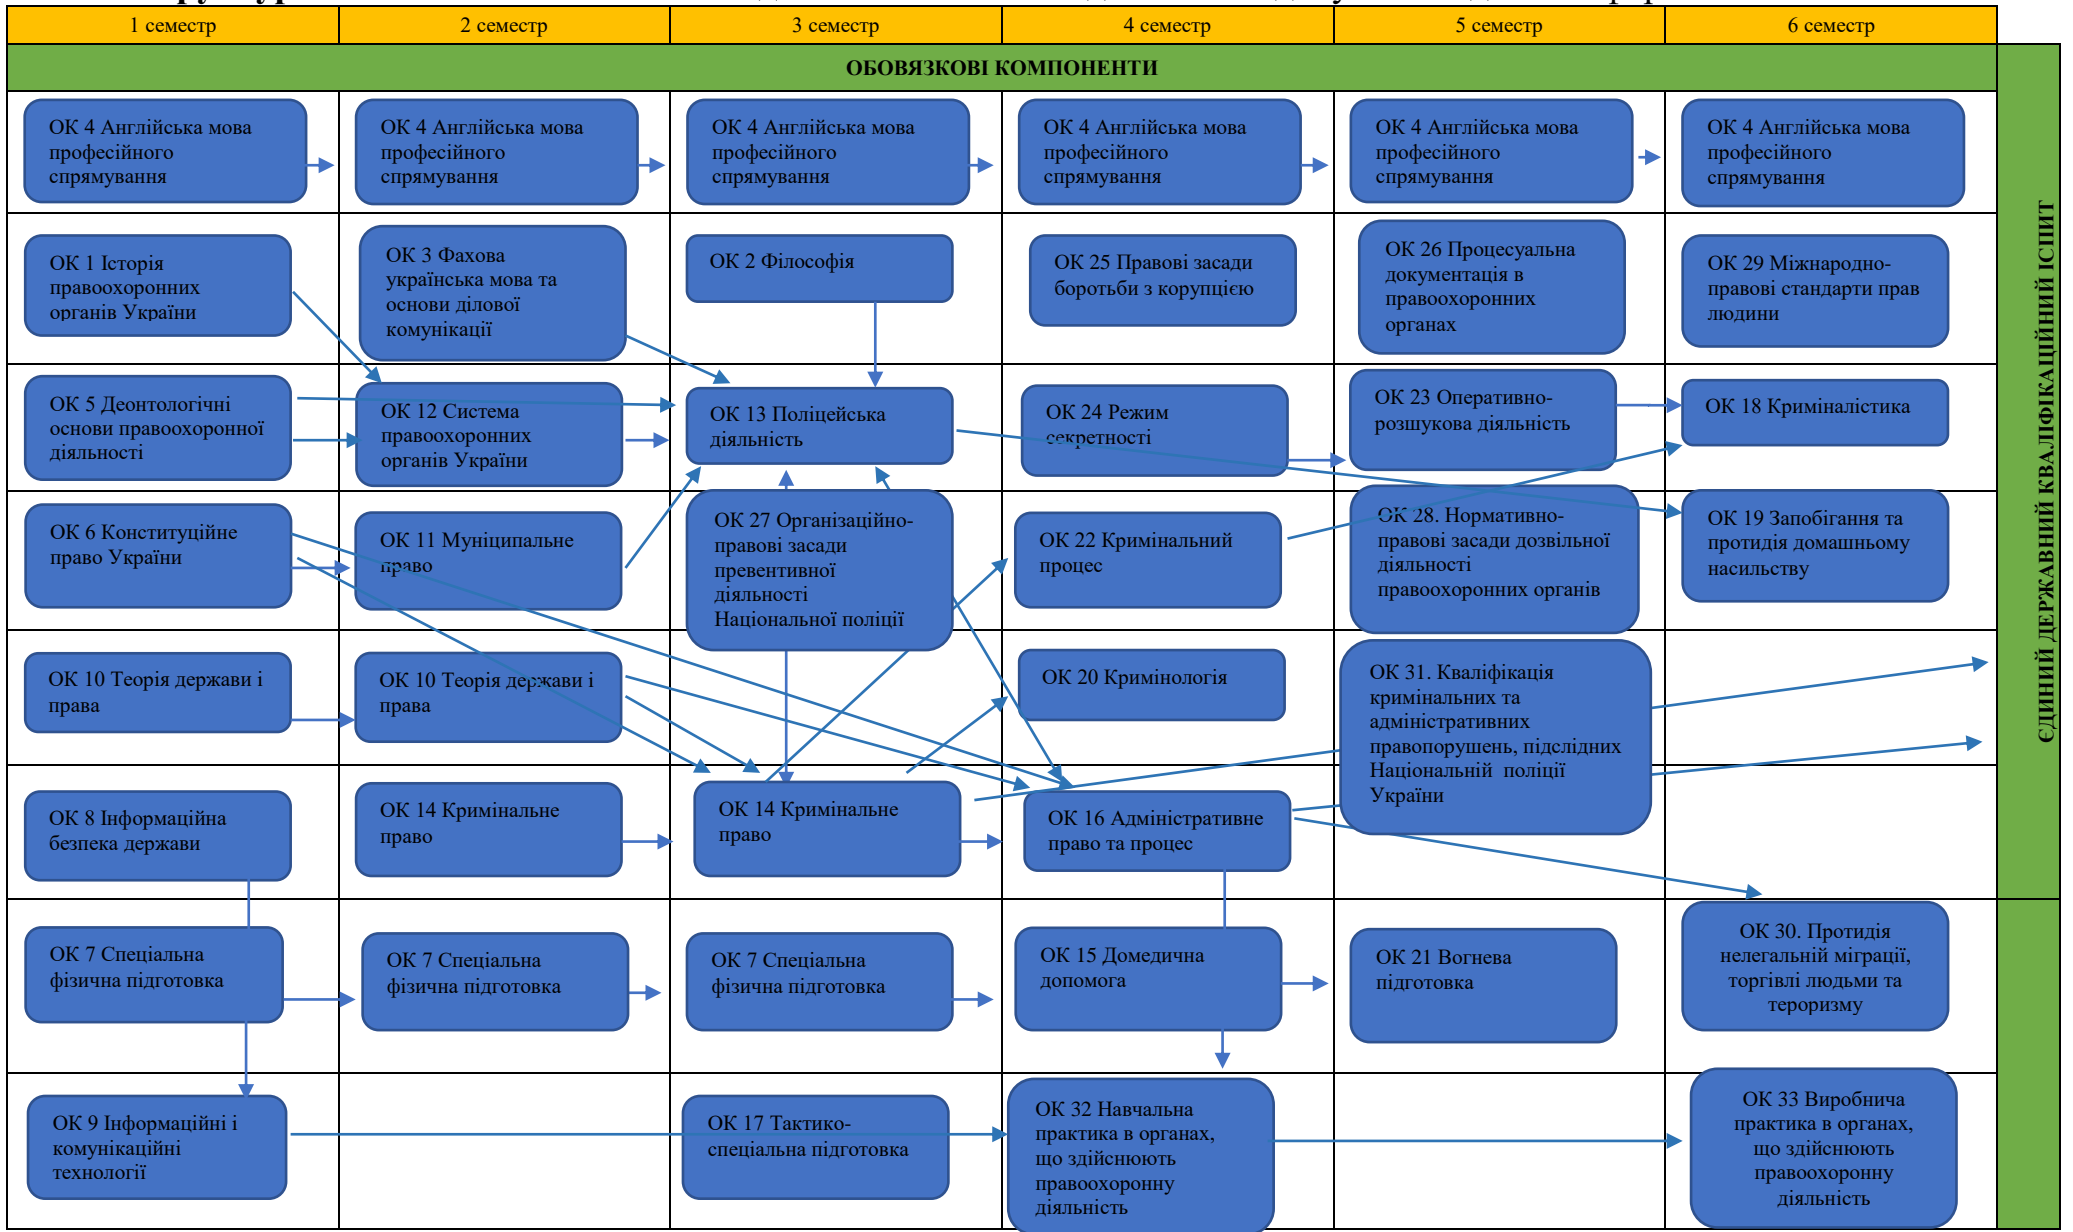 1 семестр
2 семестр
3 семестр
4 семестр
5 семестр
6 семестр
ОБОВЯЗКОВІ КОМПОНЕНТИ
ОК 4 Англійська мова
професійного
спрямування
ОК 4 Англійська мова
професійного
спрямування
ОК 4 Англійська мова
професійного
спрямування
ОК 4 Англійська мова
професійного
спрямування
ОК 4 Англійська мова
професійного
спрямування
ОК 4 Англійська мова
професійного
спрямування
ОК 1 Історія
правоохоронних
органів України
ОК 3 Фахова
українська мова та
основи ділової
комунікації
ОК 2 Філософія
ОК 25 Правові засади
боротьби з корупцією
ОК 26 Процесуальна
документація в
правоохоронних
органах
ОК 29 Міжнародно-
правові стандарти прав
людини
ОК 5 Деонтологічні
основи правоохоронної
діяльності
ОК 12 Система
правоохоронних
органів України
ОК 13 Поліцейська
діяльність
ОК 24 Режим
секретності
ОК 23 Оперативно-
розшукова діяльність
ОК 18 Криміналістика
ОК 6 Конституційне
право України
ОК 11 Муніципальне
право
ОК 27 Організаційно-
правові засади
превентивної
діяльності
Національної поліції
ОК 22 Кримінальний
процес
ОК 28. Нормативно-
правові засади дозвільної
діяльності
правоохоронних органів
ОК 19 Запобігання та
протидія домашньому
насильству
ОК 10 Теорія держави і
права
ОК 10 Теорія держави і
права
ОК 20 Кримінологія
ОК 31. Кваліфікація
кримінальних та
адміністративних
правопорушень, підслідних
Національній поліції
України
ОК 8 Інформаційна
безпека держави
ОК 14 Кримінальне
право
ОК 14 Кримінальне
право
ОК 16 Адміністративне
право та процес
ОК 7 Спеціальна
фізична підготовка
ОК 7 Спеціальна
фізична підготовка
ОК 7 Спеціальна
фізична підготовка
ОК 15 Домедична
допомога
ОК 21 Вогнева
підготовка
ОК 30. Протидія
нелегальній міграції,
торгівлі людьми та
тероризму
ОК 9 Інформаційні і
комунікаційні
технології
ОК 17 Тактико-
спеціальна підготовка
ОК 32 Навчальна
практика в органах,
що здійснюють
правоохоронну
діяльність
ОК 33 Виробнича
практика в органах,
що здійснюють
правоохоронну
діяльність
ЄДИНИЙ ДЕРЖАВНИЙ КВАЛІФІКАЦІЙНИЙ ІСПИТ